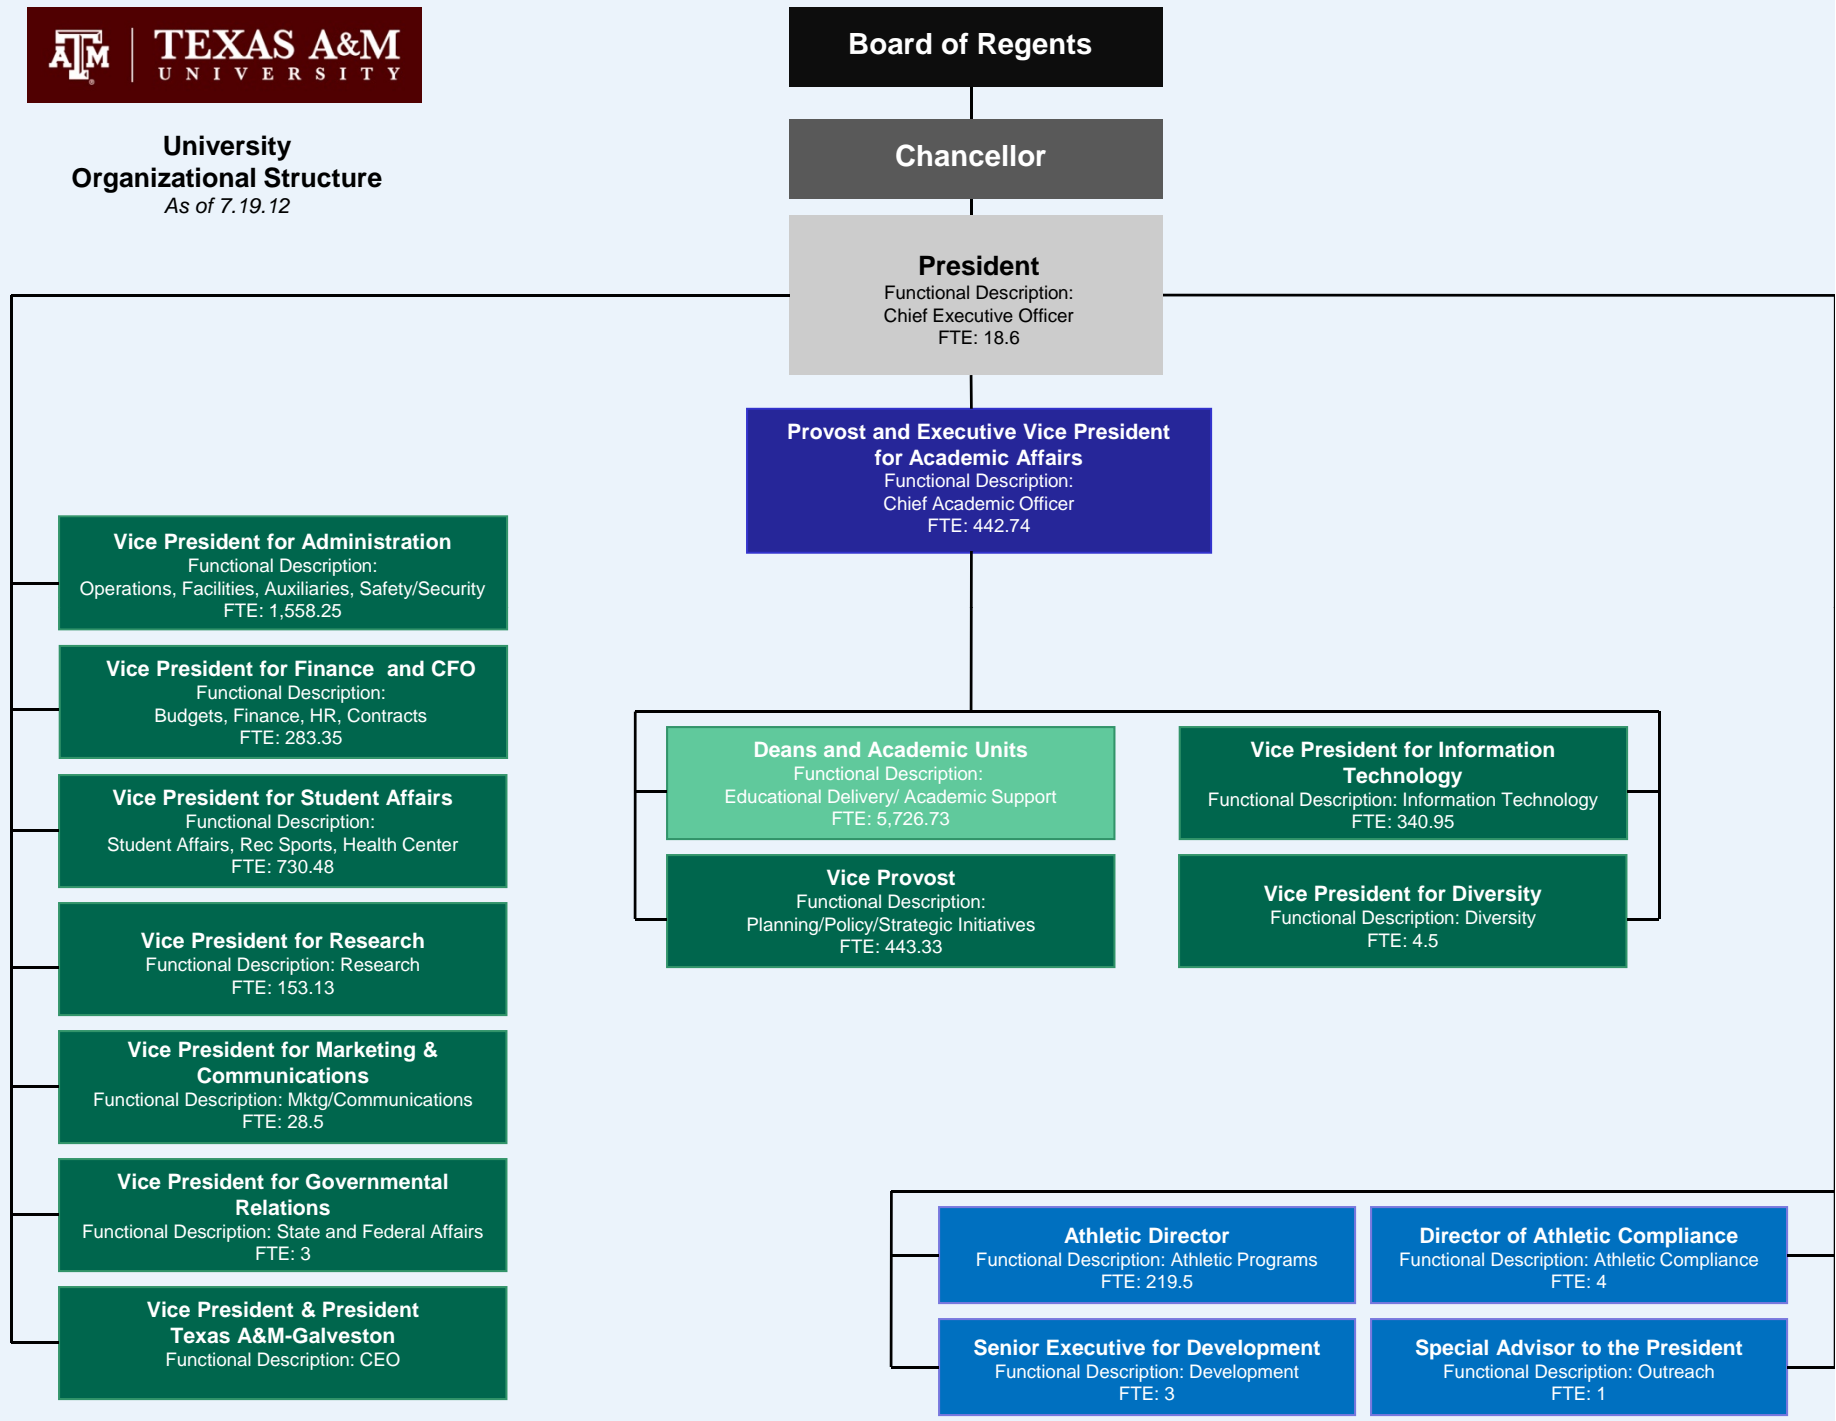 ATM
TEXAS A&M
UNIVERSITY
®
University
Organizational Structure
As of 7.19.12
Board of Regents
Chancellor
President
Functional Description:
Chief Executive Officer
FTE: 18.6
Provost and Executive Vice President
for Academic Affairs
Functional Description:
Chief Academic Officer
FTE: 442.74
Vice President for Administration
Functional Description:
Operations, Facilities, Auxiliaries, Safety/Security
FTE: 1,558.25
Vice President for Finance and CFO
Functional Description:
Budgets, Finance, HR, Contracts
FTE: 283.35
Vice President for Student Affairs
Functional Description:
Student Affairs, Rec Sports, Health Center
FTE: 730.48
Vice President for Research
Functional Description: Research
FTE: 153.13
Vice President for Marketing &
Communications
Functional Description: Mktg/Communications
FTE: 28.5
Vice President for Governmental
Relations
Functional Description: State and Federal Affairs
FTE: 3
Vice President & President
Texas A&M-Galveston
Functional Description: CEO
Deans and Academic Units
Functional Description:
Educational Delivery/ Academic Support
FTE: 5,726.73
Vice Provost
Functional Description:
Planning/Policy/Strategic Initiatives
FTE: 443.33
Vice President for Information
Technology
Functional Description: Information Technology
FTE: 340.95
Vice President for Diversity
Functional Description: Diversity
FTE: 4.5
Athletic Director
Functional Description: Athletic Programs
FTE: 219.5
Director of Athletic Compliance
Functional Description: Athletic Compliance
FTE: 4
Senior Executive for Development
Functional Description: Development
FTE: 3
Special Advisor to the President
Functional Description: Outreach
FTE: 1